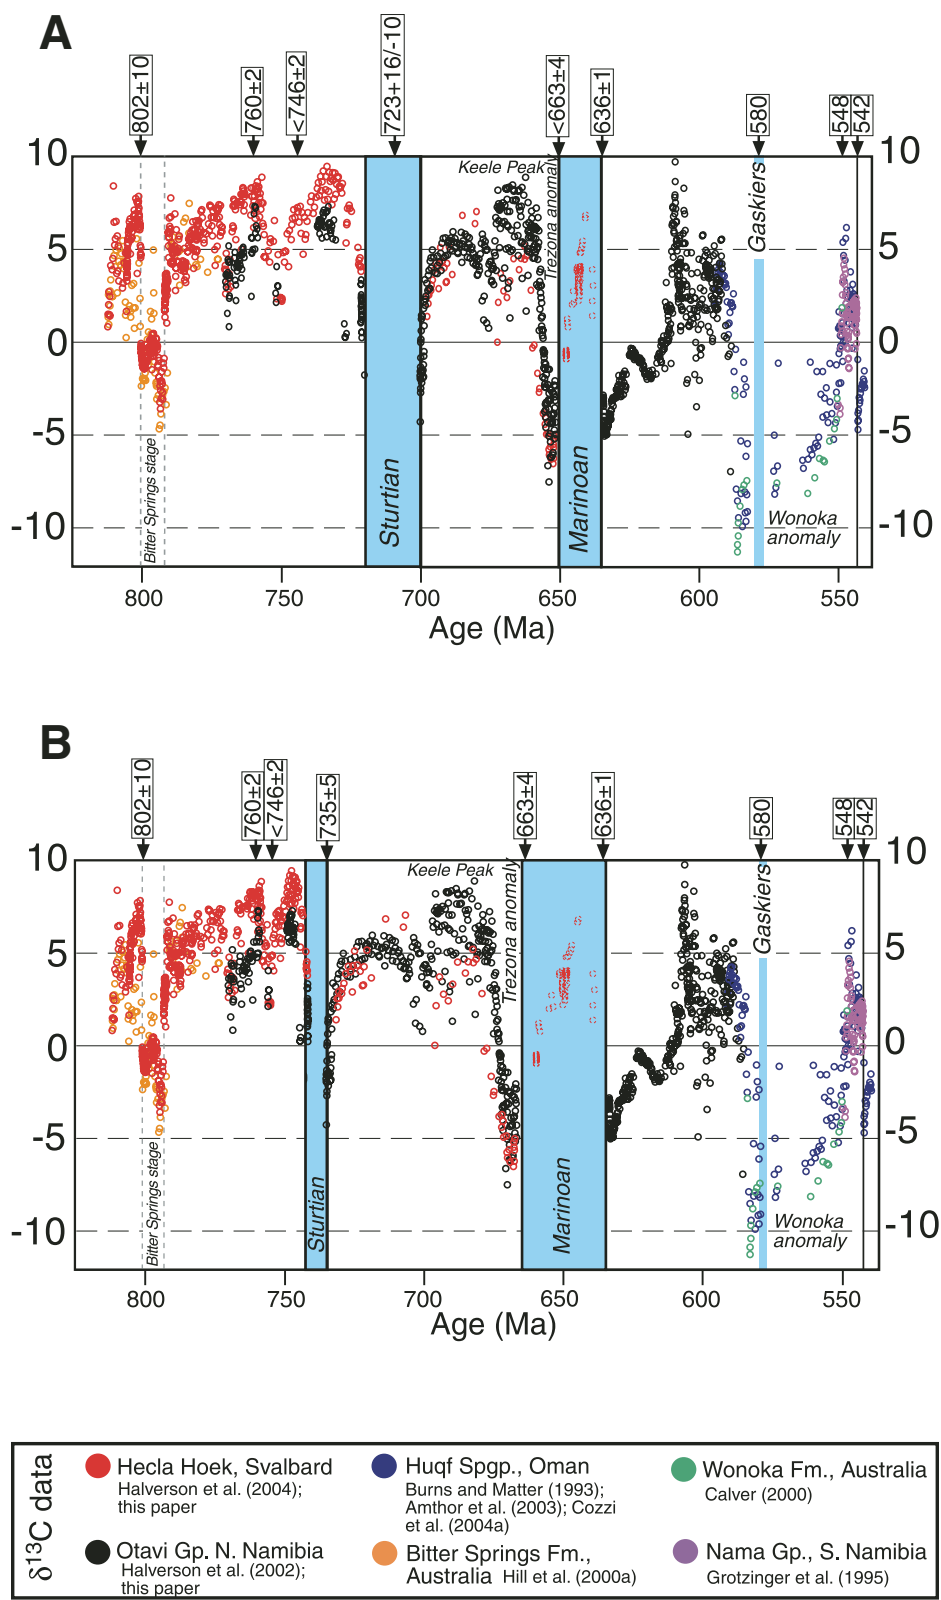 A
802±10
760±2
<746±2
723+16/-10
<663±4
636±1
580
548
542
10
10
Keele Peak
Trezona anomaly
Gaskiers
5
5
0
0
-5
-5
Bitter Springs stage
Sturtian
Marinoan
-10
-10
Wonoka
anomaly
800
750
700
650
600
550
Age (Ma)
B
802±10
760±2
<746±2
735±5
663±4
636±1
580
548
542
10
10
Keele Peak
Trezona anomaly
Gaskiers
5
5
0
0
-5
-5
Bitter Springs stage
Sturtian
Marinoan
-10
-10
Wonoka
anomaly
800
750
700
650
600
550
Age (Ma)
δ13C data
Hecla Hoek, Svalbard
Halverson et al. (2004);
this paper
Otavi Gp. N. Namibia
Halverson et al. (2002);
this paper
Huqf Spgp., Oman
Burns and Matter (1993);
Amthor et al. (2003); Cozzi
et al. (2004a)
Bitter Springs Fm.,
Australia Hill et al. (2000a)
Wonoka Fm., Australia
Calver (2000)
Nama Gp., S. Namibia
Grotzinger et al. (1995)